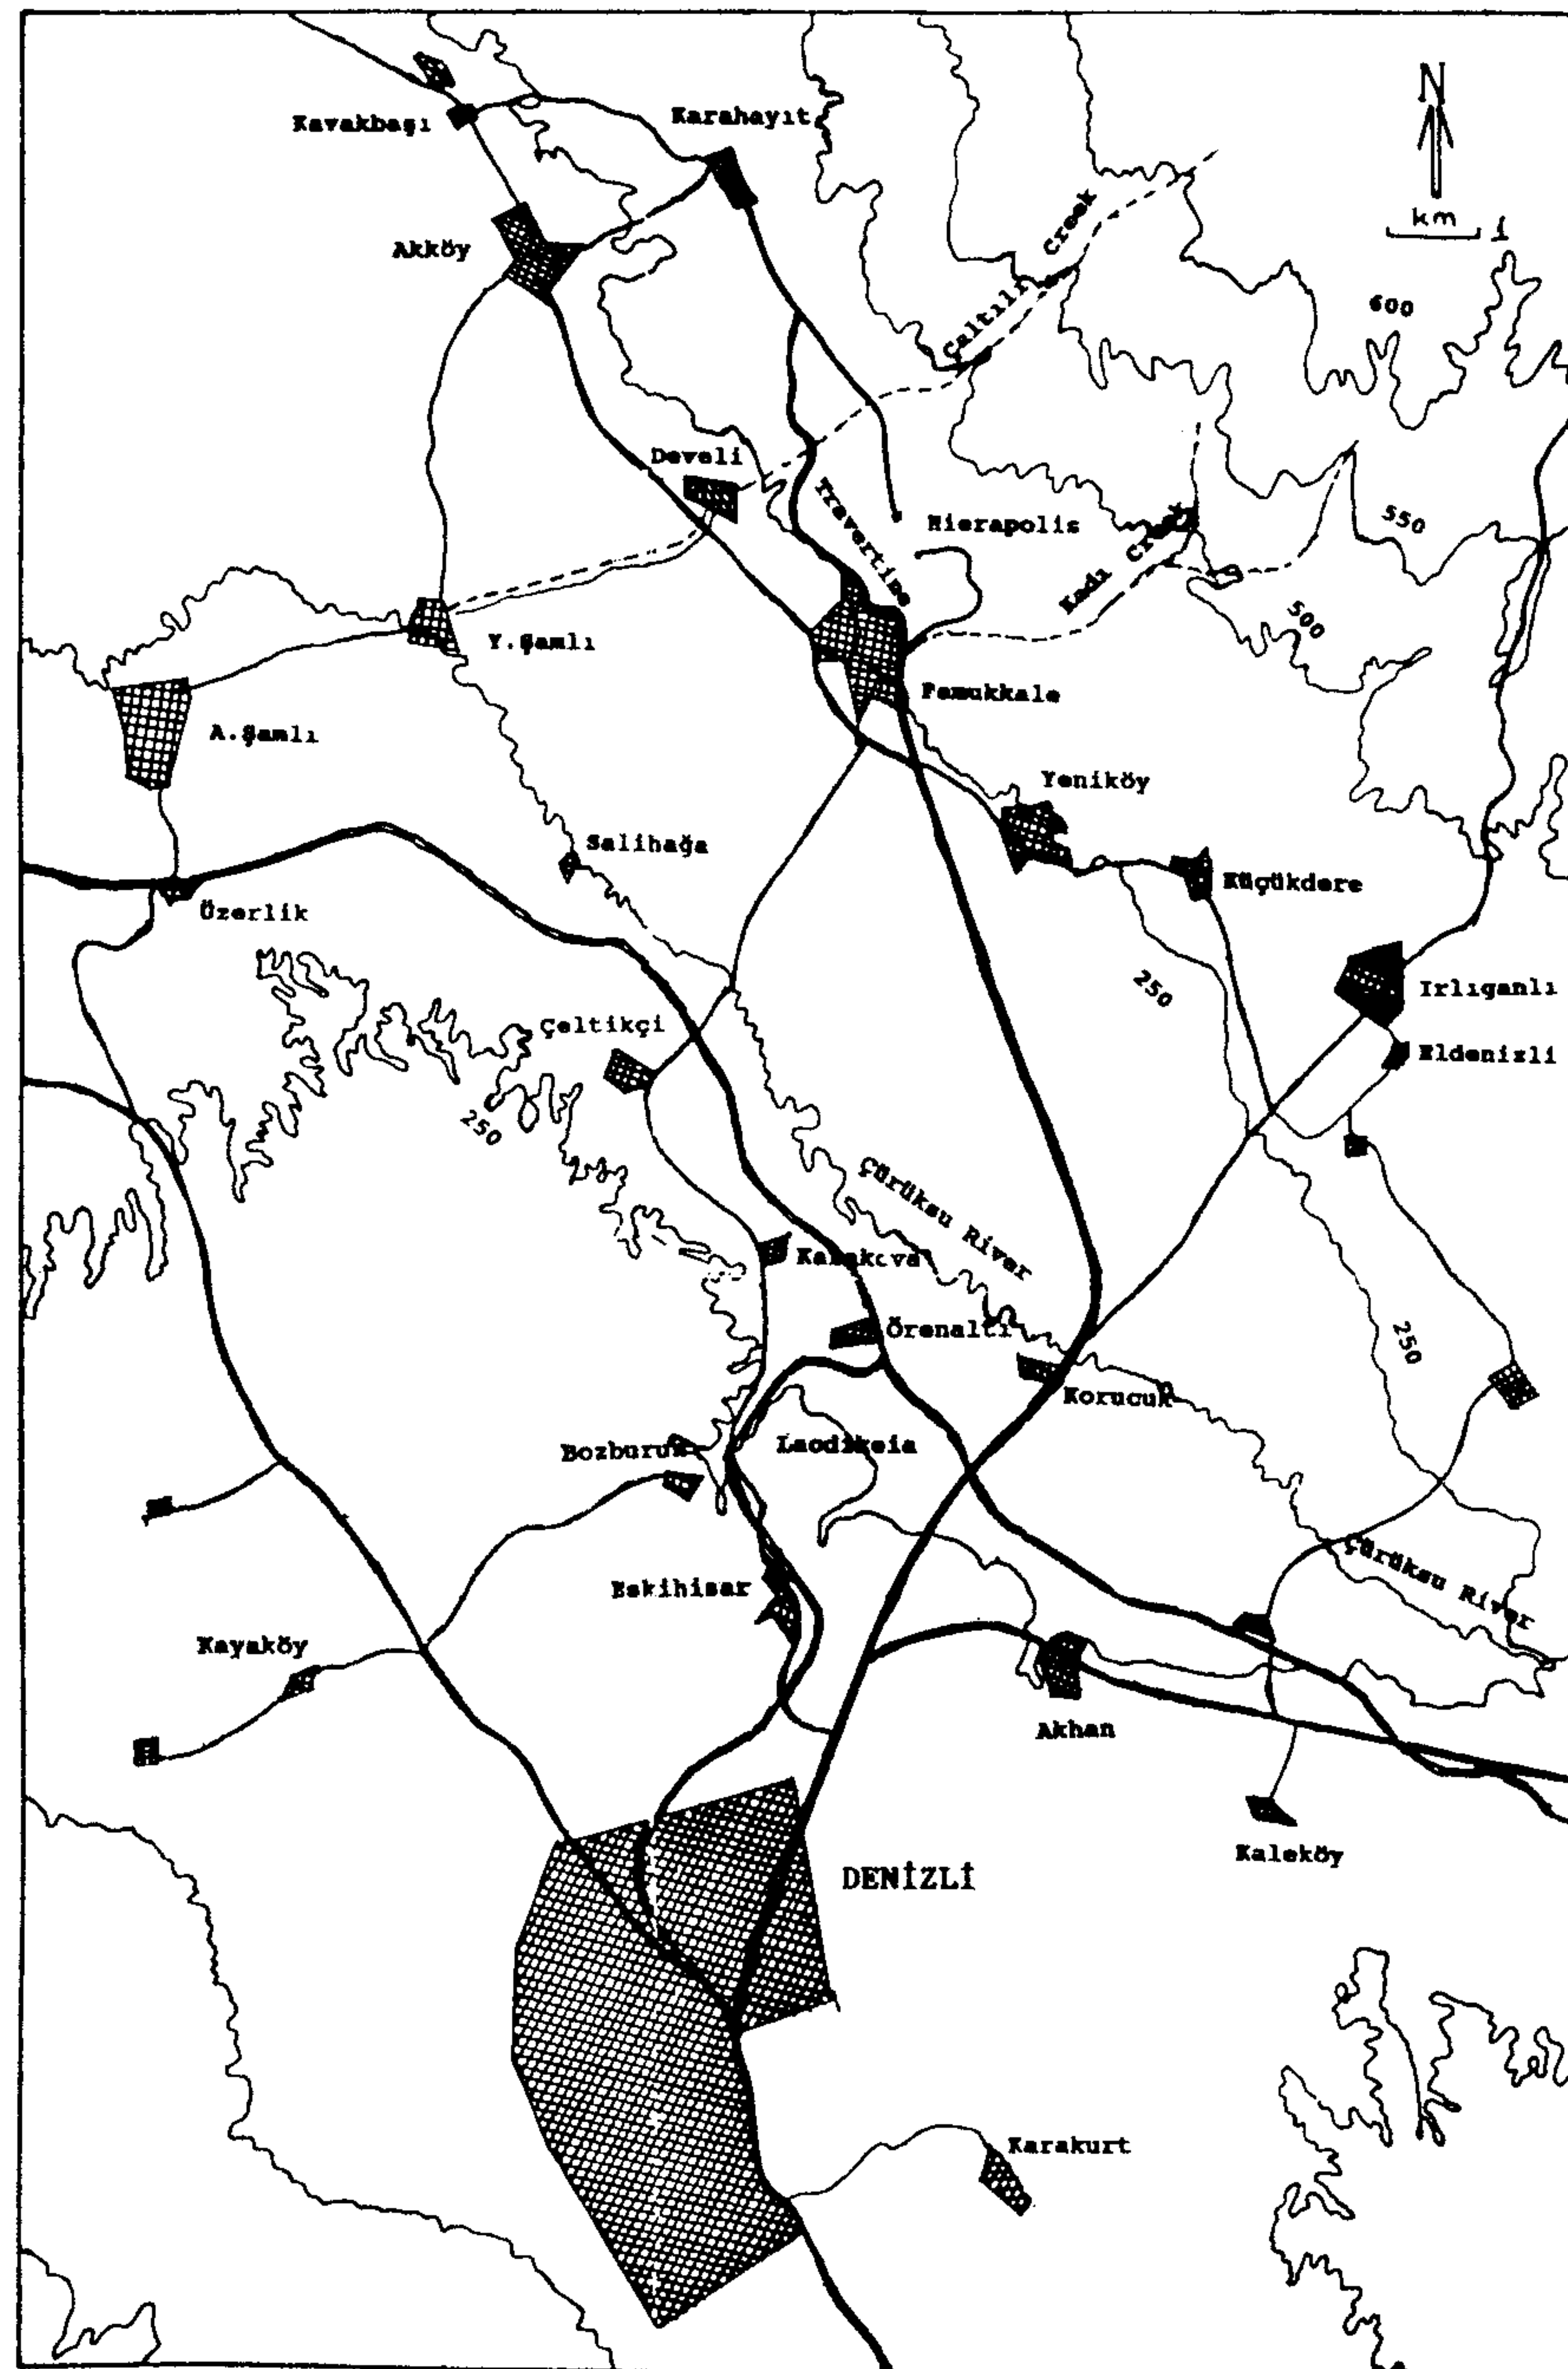 N
km 1
Kavakbaşı
Karahayıt
Akköy
Çaltılı Creek
600
Develi
Travertine
Hierapolis
550
Kadı Creek
500
Y.Şamlı
Pamukkale
A.Şamlı
Yeniköy
Salihağa
Küçükdere
Üzerlik
250
Irlıganlı
Çeltikçi
Eldenizli
250
Çürüksu River
Örenaltı
250
Korucuk
Bozburun
Laodikeia
Çürüksu River
Eskihisar
Kayaköy
Akhan
Kaleköy
DENİZLİ
Karakurt